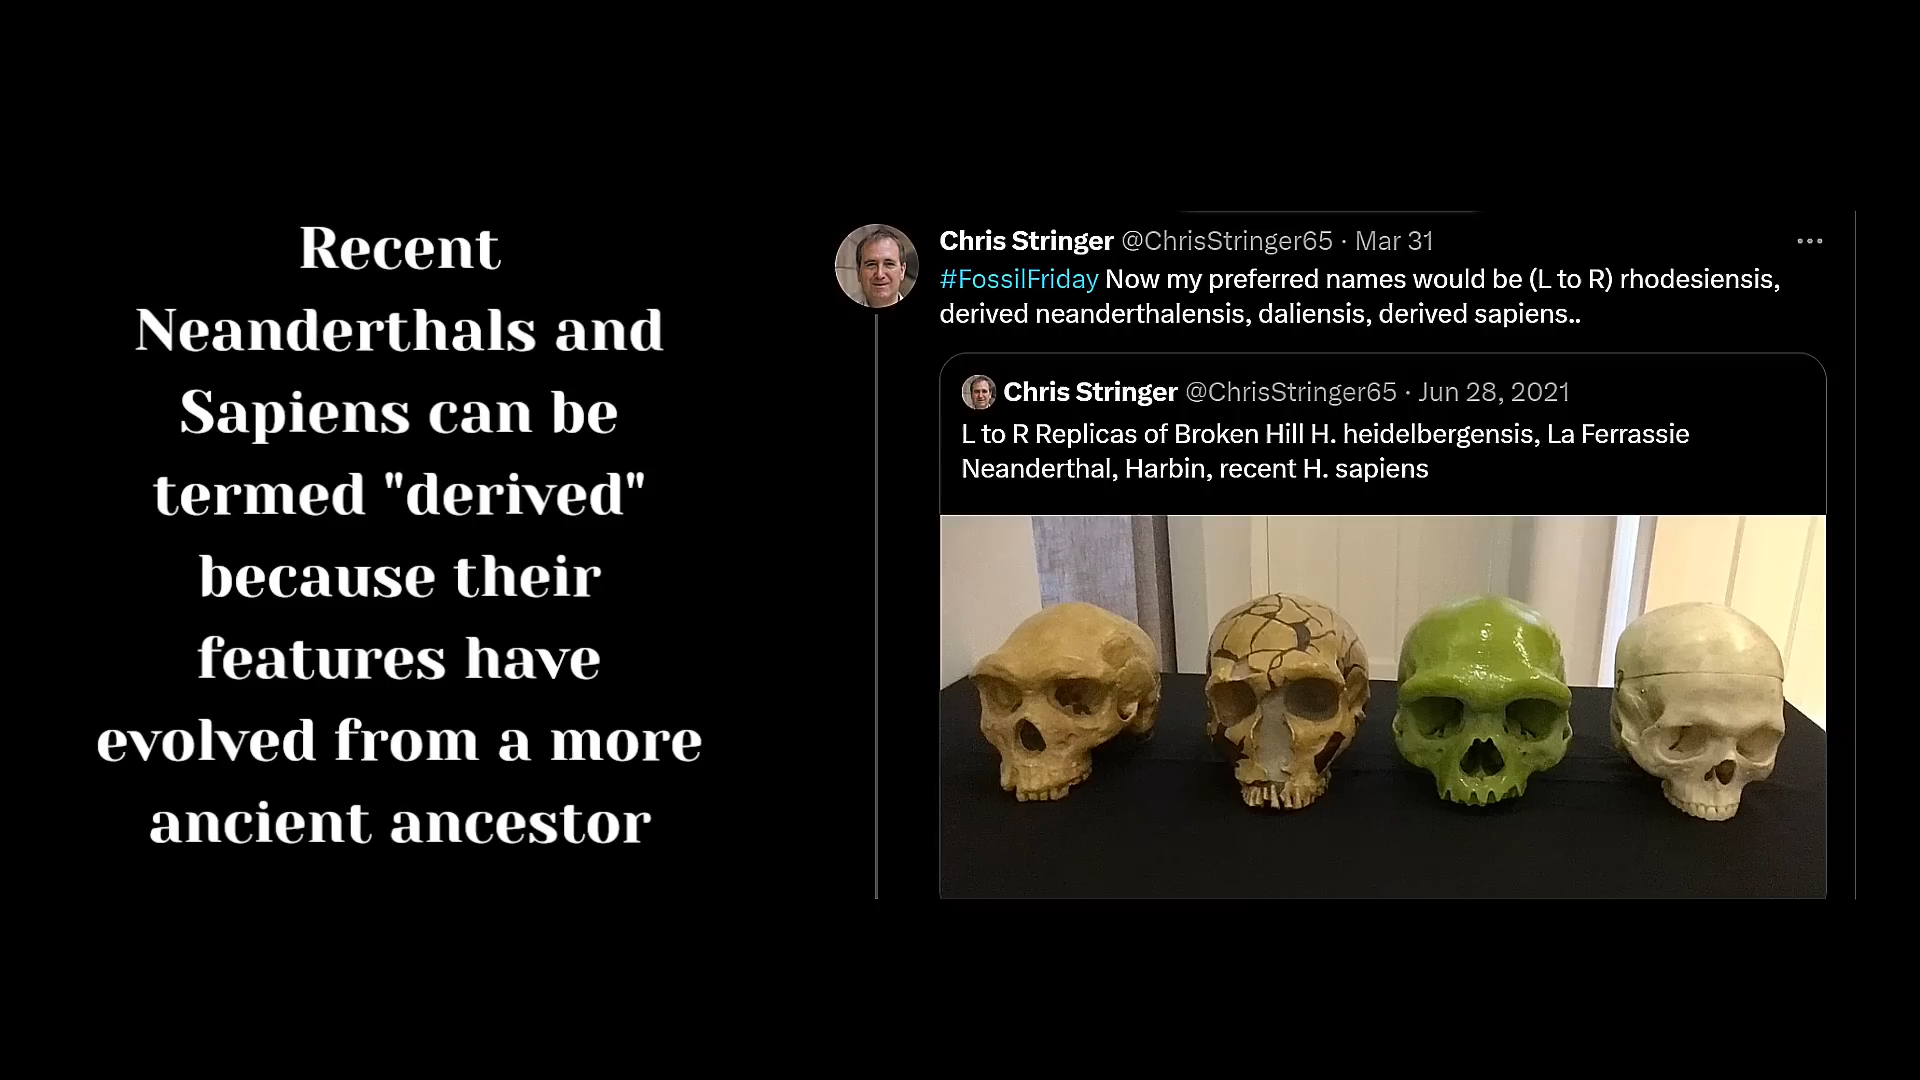 Recent
Neanderthals and
Sapiens can be
termed "derived"
because their
features have
evolved from a more
ancient ancestor
Chris Stringer @ChrisStringer65 · Mar 31
#FossilFriday Now my preferred names would be (L to R) rhodesiensis,
derived neanderthalensis, daliensis, derived sapiens..
Chris Stringer @ChrisStringer65 · Jun 28, 2021
L to R Replicas of Broken Hill H. heidelbergensis, La Ferrassie
Neanderthal, Harbin, recent H. sapiens